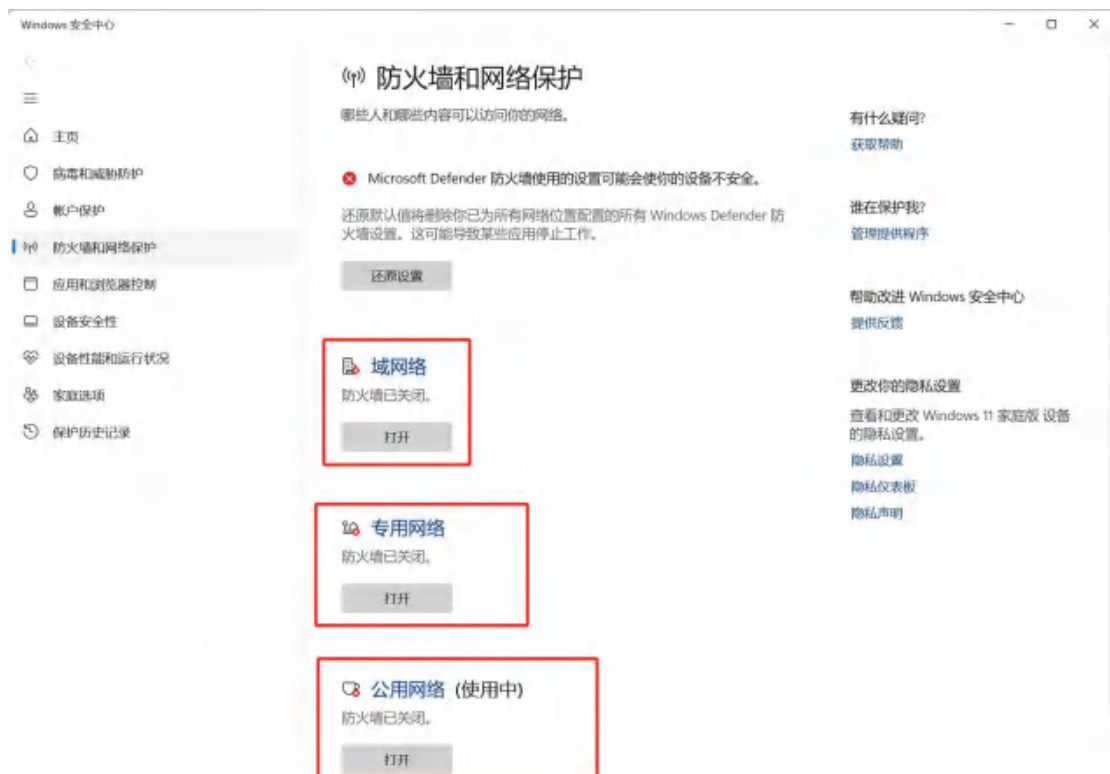 Windows 安全中心
主页
病毒和威胁防护
帐户保护
防火墙和网络保护
应用和浏览器控制
设备安全性
设备性能和运行状况
家庭选项
保护历史记录
防火墙和网络保护
哪些人和哪些内容可以访问你的网络。
Microsoft Defender 防火墙使用的设置可能会使你的设备不安全。
还原默认值将删除你已为所有网络位置配置的所有 Windows Defender 防
火墙设置。这可能导致某些应用停止工作。
还原设置
域网络
防火墙已关闭。
打开
专用网络
防火墙已关闭。
打开
公用网络 (使用中)
防火墙已关闭。
打开
有什么疑问?
获取帮助
谁在保护我?
管理提供程序
帮助改进 Windows 安全中心
提供反馈
更改你的隐私设置
查看和更改 Windows 11 家庭版 设备
的隐私设置。
隐私设置
隐私仪表板
隐私声明